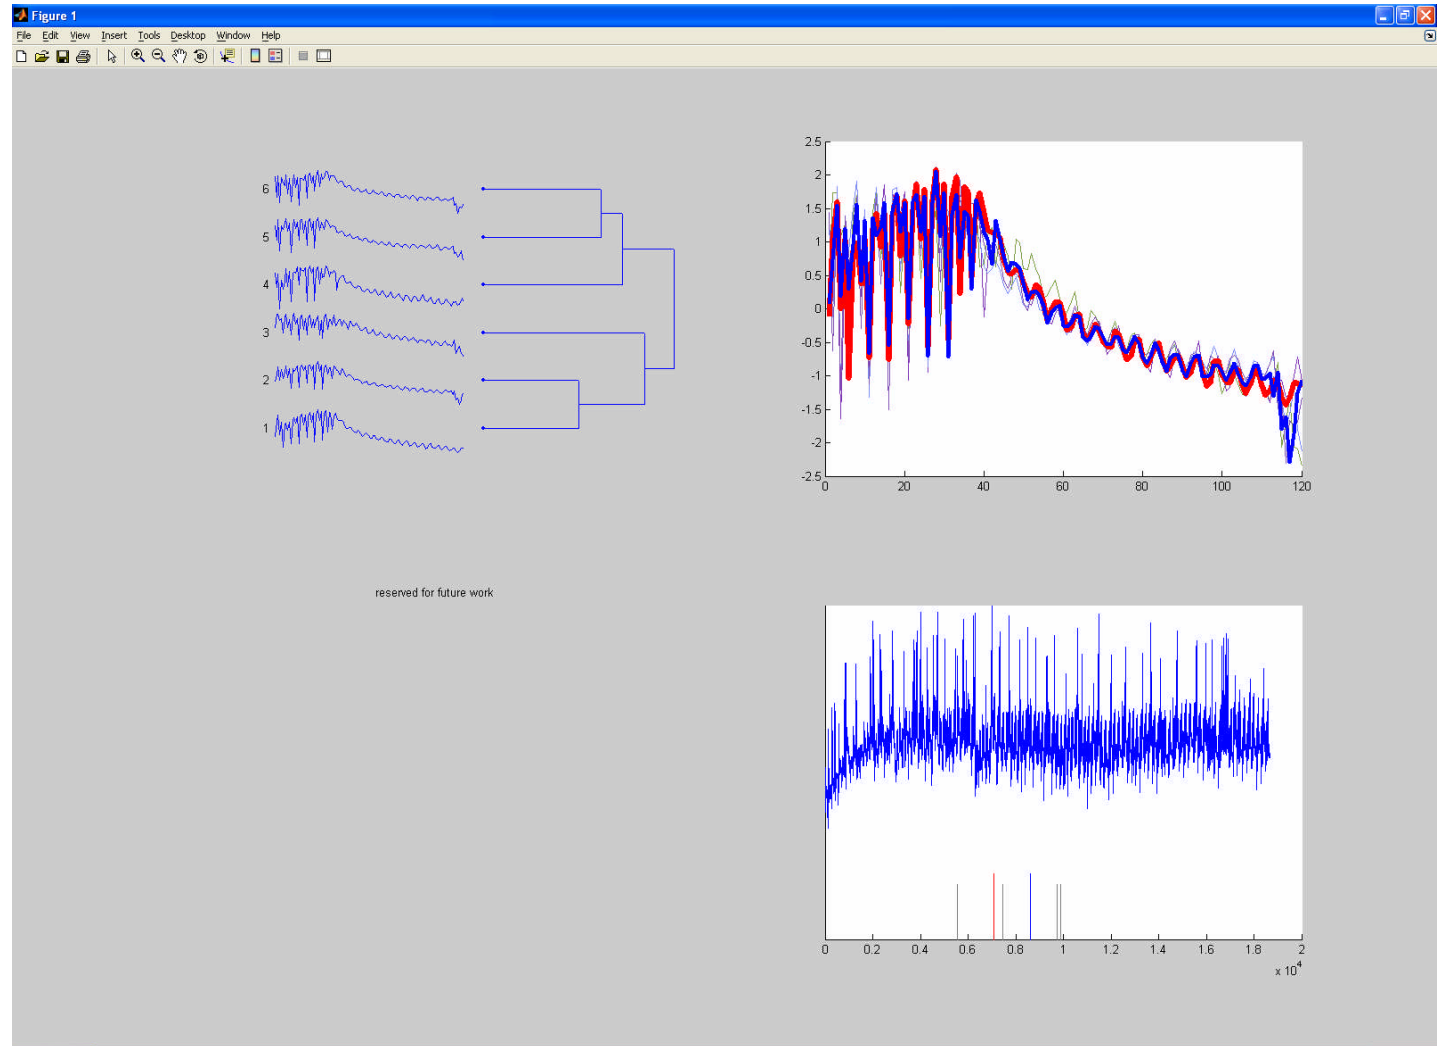 Figure 1
File Edit View Insert Tools Desktop Window Help
6
5
4
3
2
1
2.5
2
1.5
1
0.5
0
-0.5
-1
-1.5
-2
-2.5
0 20 40 60 80 100 120
reserved for future work
0 0.2 0.4 0.6 0.8 1 1.2 1.4 1.6 1.8 2
x 10^4